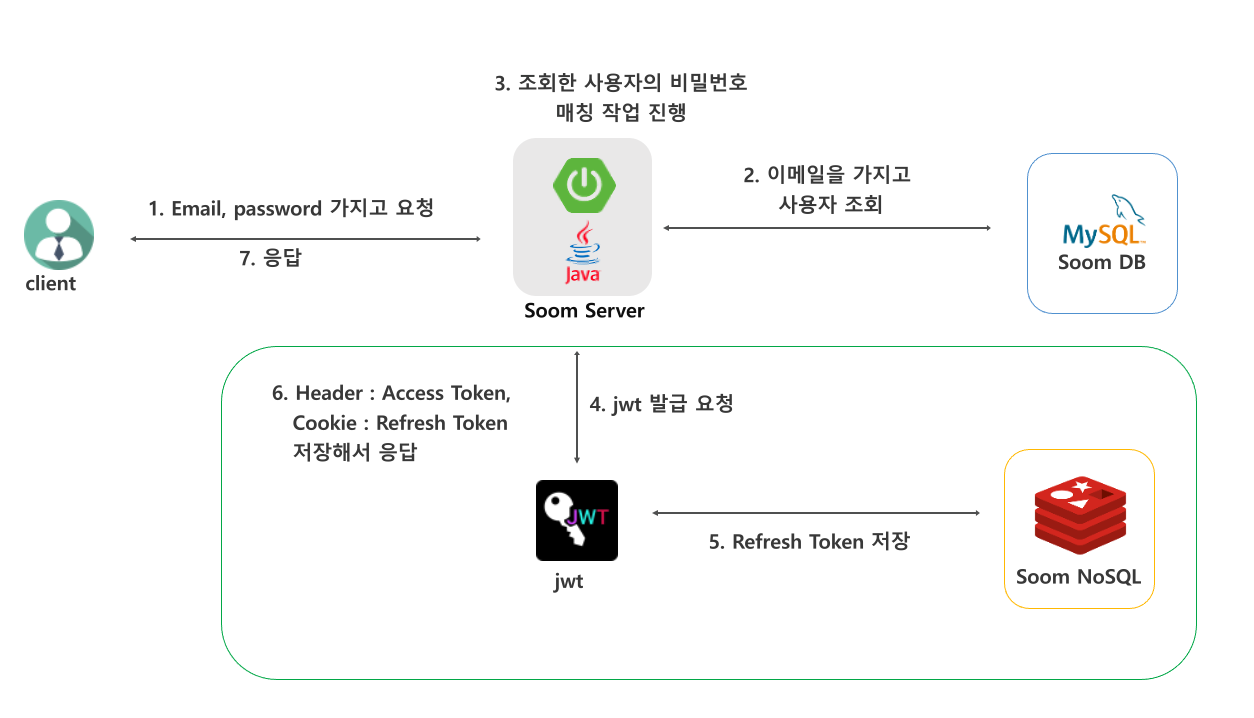 3. 조회한 사용자의 비밀번호
매칭 작업 진행
1. Email, password 가지고 요청
7. 응답
client
Java
Soom Server
2. 이메일을 가지고
사용자 조회
MySQL
Soom DB
6. Header : Access Token,
Cookie : Refresh Token
저장해서 응답
4. jwt 발급 요청
JWT
jwt
5. Refresh Token 저장
Soom NoSQL